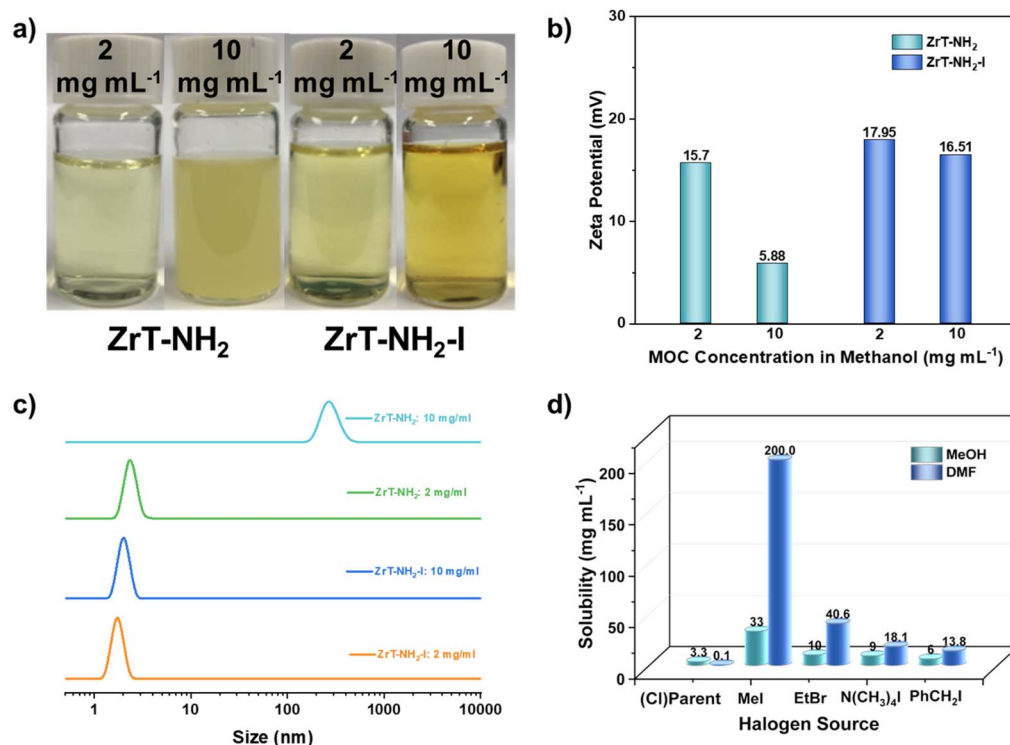 a)
2
mg mL⁻¹
10
mg mL⁻¹
2
mg mL⁻¹
10
mg mL⁻¹
ZrT-NH₂
ZrT-NH₂-I
b)
ZrT-NH₂
ZrT-NH₂-I
Zeta Potential (mV)
30
20
10
0
15.7
5.88
17.95
16.51
2
10
2
10
MOC Concentration in Methanol (mg mL⁻¹)
c)
ZrT-NH₂: 10 mg/ml
ZrT-NH₂: 2 mg/ml
ZrT-NH₂-I: 10 mg/ml
ZrT-NH₂-I: 2 mg/ml
1
10
100
1000
10000
Size (nm)
d)
MeOH
DMF
Solubility (mg mL⁻¹)
200
150
100
50
0
3.3
0.1
33
200.0
10
40.6
9
18.1
6
13.8
(Cl)Parent
MeI
EtBr
N(CH₃)₄I
PhCH₂I
Halogen Source